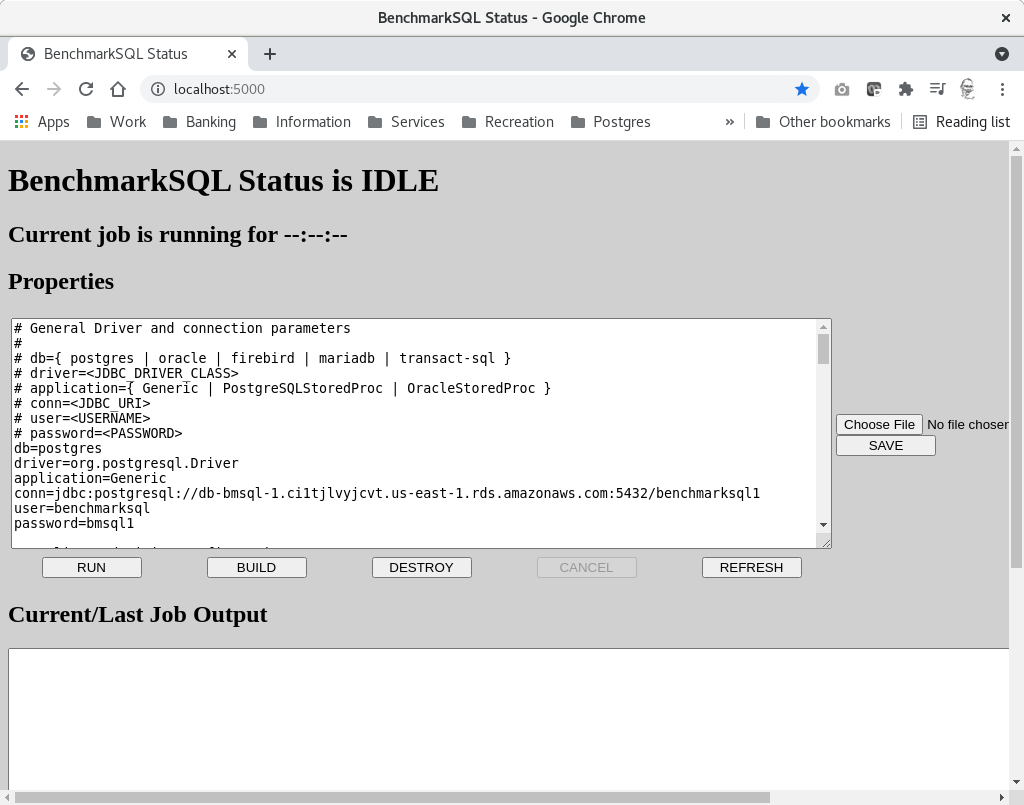 BenchmarkSQL Status - Google Chrome
BenchmarkSQL Status
localhost:5000
Apps Work Banking Information Services Recreation Postgres » Other bookmarks Reading list
BenchmarkSQL Status is IDLE
Current job is running for --:--:--
Properties
# General Driver and connection parameters
#
# db={ postgres | oracle | firebird | mariadb | transact-sql }
# driver=<JDBC_DRIVER_CLASS>
# application={ Generic | PostgreSQLStoredProc | OracleStoredProc }
# conn=<JDBC_URI>
# user=<USERNAME>
# password=<PASSWORD>
db=postgres
driver=org.postgresql.Driver
application=Generic
conn=jdbc:postgresql://db-bmsql-1.ci1tjlvyjcvt.us-east-1.rds.amazonaws.com:5432/benchmarksql1
user=benchmarksql
password=bmsql1
Choose File No file chosen
SAVE
RUN BUILD DESTROY CANCEL REFRESH
Current/Last Job Output